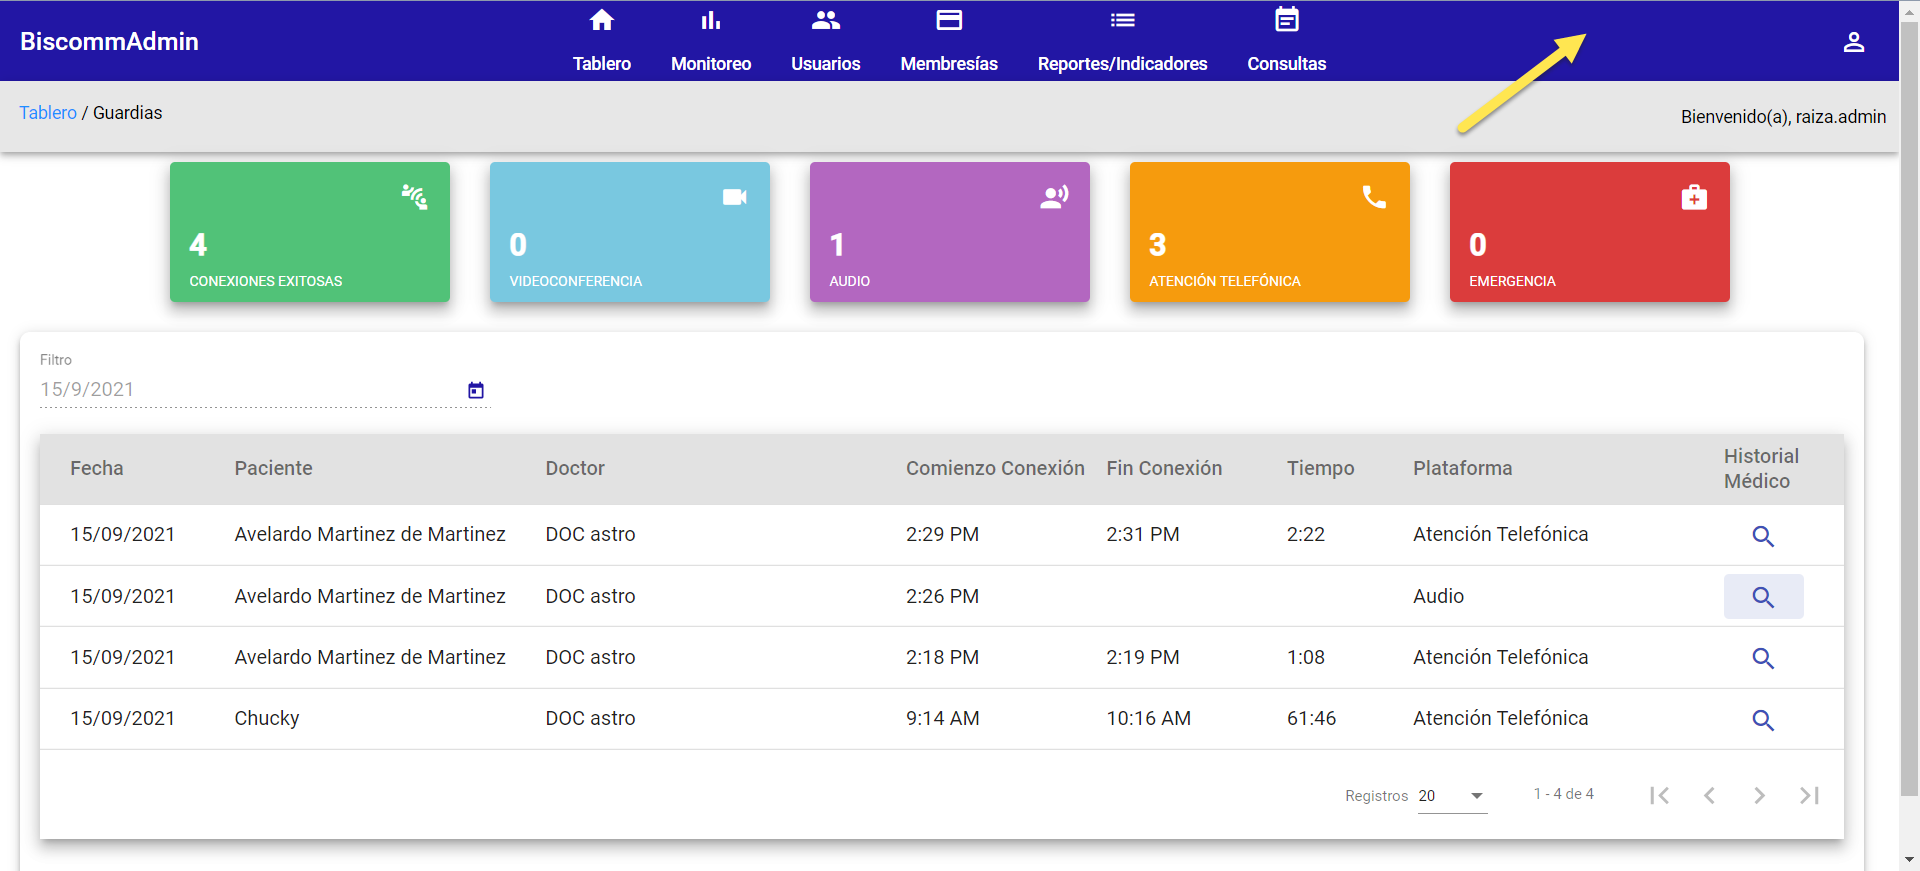 BiscommAdmin
Tablero Monitoreo Usuarios Membresías Reportes/Indicadores Consultas
Tablero / Guardias
Bienvenido(a), raiza.admin
4 0 1 3 0
CONEXIONES EXITOSAS VIDEOCONFERENCIA AUDIO ATENCIÓN TELEFÓNICA EMERGENCIA
Filtro
15/9/2021
Fecha Paciente Doctor Comienzo Conexión Fin Conexión Tiempo Plataforma Historial Médico
15/09/2021 Avelardo Martinez de Martinez DOC astro 2:29 PM 2:31 PM 2:22 Atención Telefónica
15/09/2021 Avelardo Martinez de Martinez DOC astro 2:26 PM Audio
15/09/2021 Avelardo Martinez de Martinez DOC astro 2:18 PM 2:19 PM 1:08 Atención Telefónica
15/09/2021 Chucky DOC astro 9:14 AM 10:16 AM 61:46 Atención Telefónica
Registros 20 1 - 4 de 4